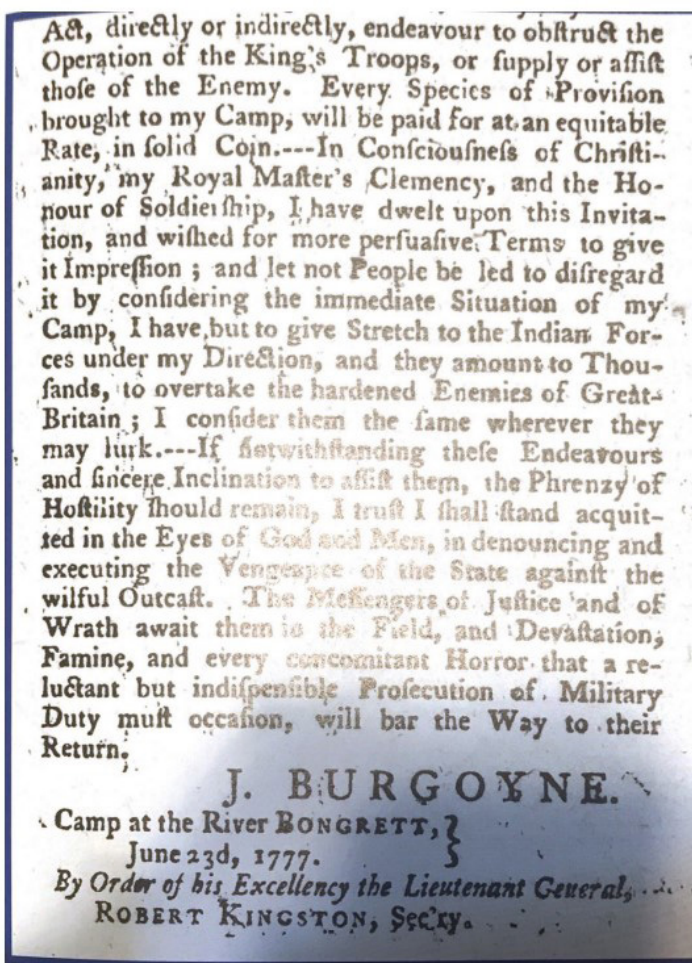 Act, directly or indirectly, endeavour to obſtruct the
Operation of the King's Troops, or ſupply or aſſiſt
thoſe of the Enemy. Every Species of Proviſion
brought to my Camp, will be paid for at an equitable
Rate, in ſolid Coin.---In Conſciouſneſs of Chriſti-
anity, my Royal Maſter's Clemency, and the Ho-
nour of Soldierſhip, I have dwelt upon this Invita-
tion, and wiſhed for more perſuaſive Terms to give
it Impreſſion ; and let not People be led to diſregard
it by conſidering the immediate Situation of my
Camp, I have but to give Stretch to the Indian For-
ces under my Direction, and they amount to Thou-
ſands, to overtake the hardened Enemies of Great-
Britain ; I conſider them the ſame wherever they
may lurk.---If notwithſtanding theſe Endeavours
and ſincere Inclination to aſſiſt them, the Phrenzy of
Hoſtility ſhould remain, I truſt I ſhall ſtand acquit-
ted in the Eyes of God and Men, in denouncing and
executing the Vengeance of the State againſt the
wilful Outcaſt. The Meſſengers of Juſtice and of
Wrath await them in the Field, and Devaſtation,
Famine, and every concomitant Horror that a re-
luctant but indiſpenſible Proſecution of Military
Duty muſt occaſion, will bar the Way to their
Return.
J. BURGOYNE.
Camp at the River BONGRETT,
June 23d, 1777.
By Order of his Excellency the Lieutenant General,
ROBERT KINGSTON, Sec'ry.